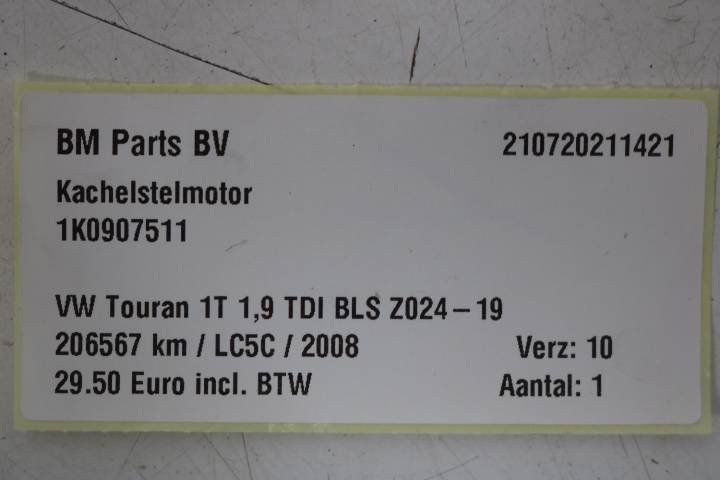 BM Parts BV 210720211421
Kachelstelmotor
1K0907511
VW Touran 1T 1,9 TDI BLS Z024-19
206567 km / LC5C / 2008 Verz: 10
29.50 Euro incl. BTW Aantal: 1